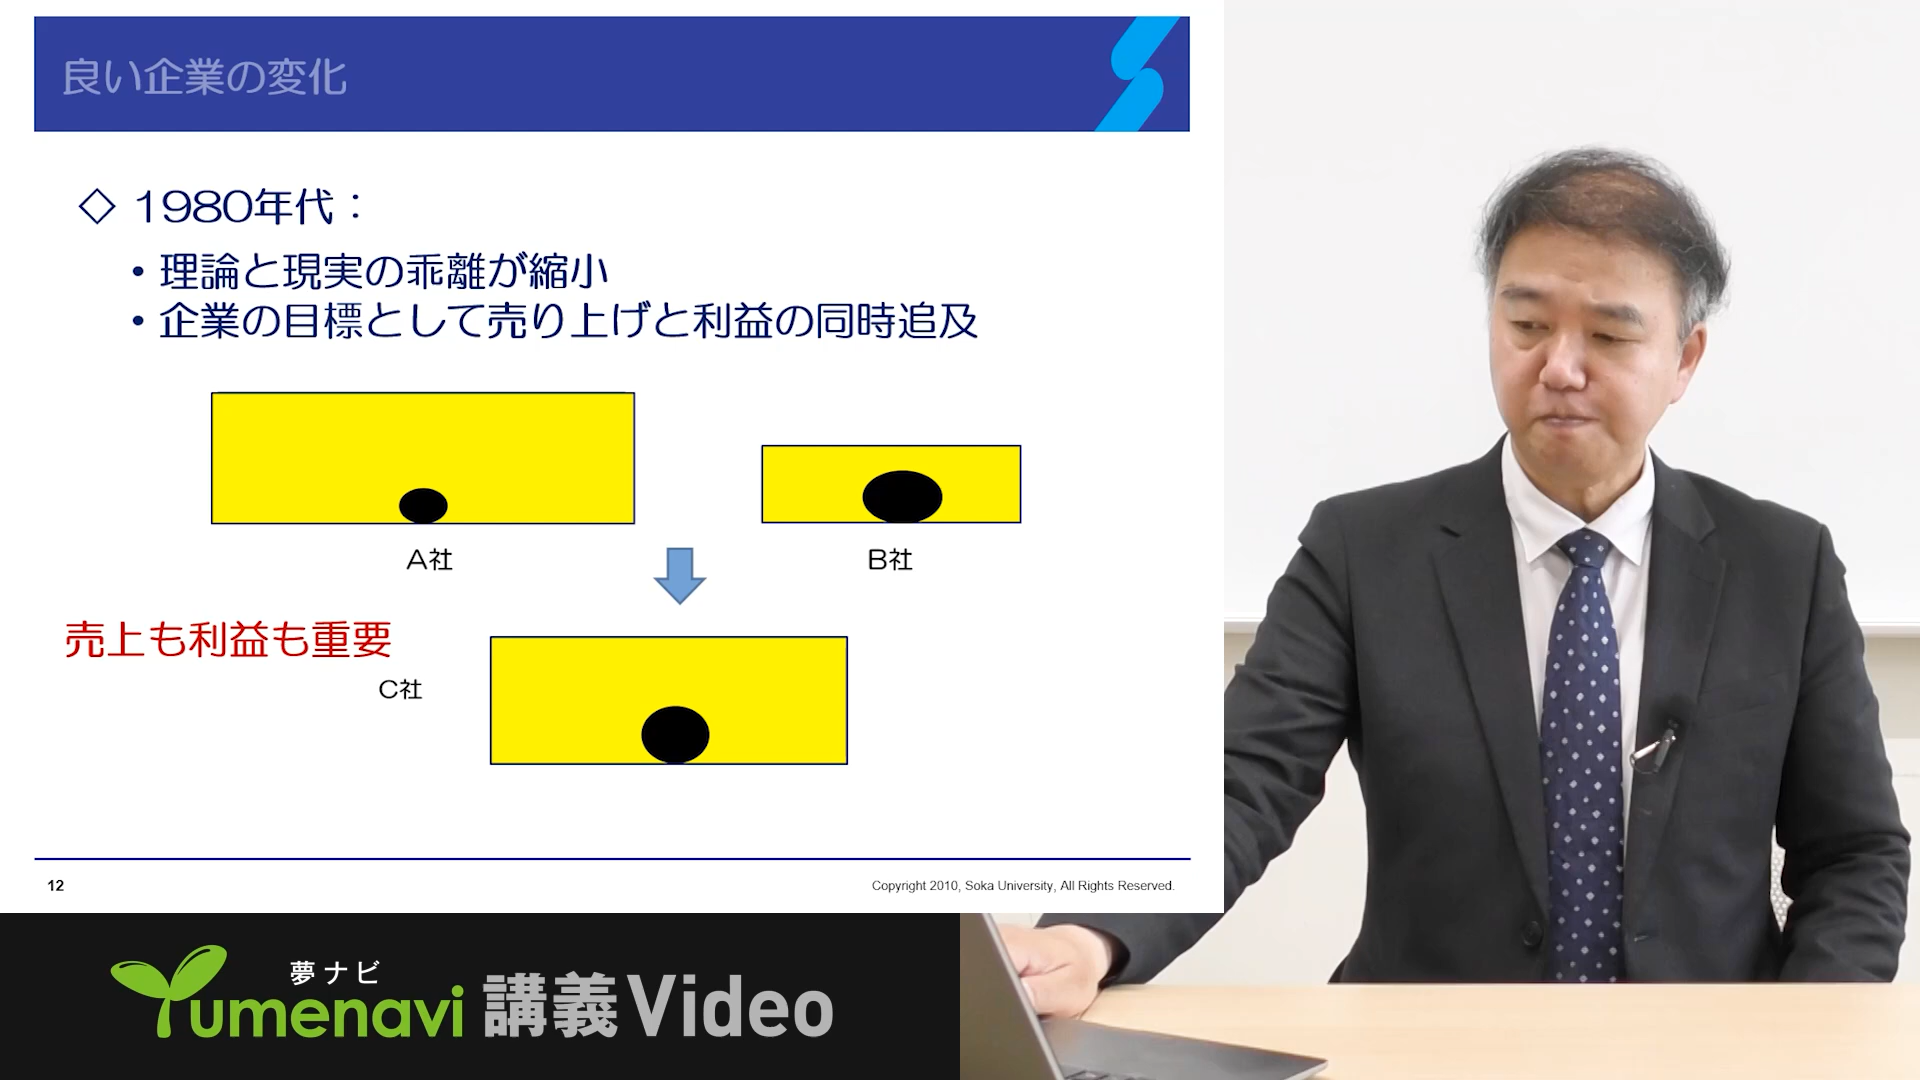 良い企業の変化
◇ 1980年代：
• 理論と現実の乖離が縮小
• 企業の目標として売り上げと利益の同時追及
A社
B社
売上も利益も重要
C社
12
Copyright 2010, Soka University, All Rights Reserved.
夢ナビ
Yumenavi 講義Video